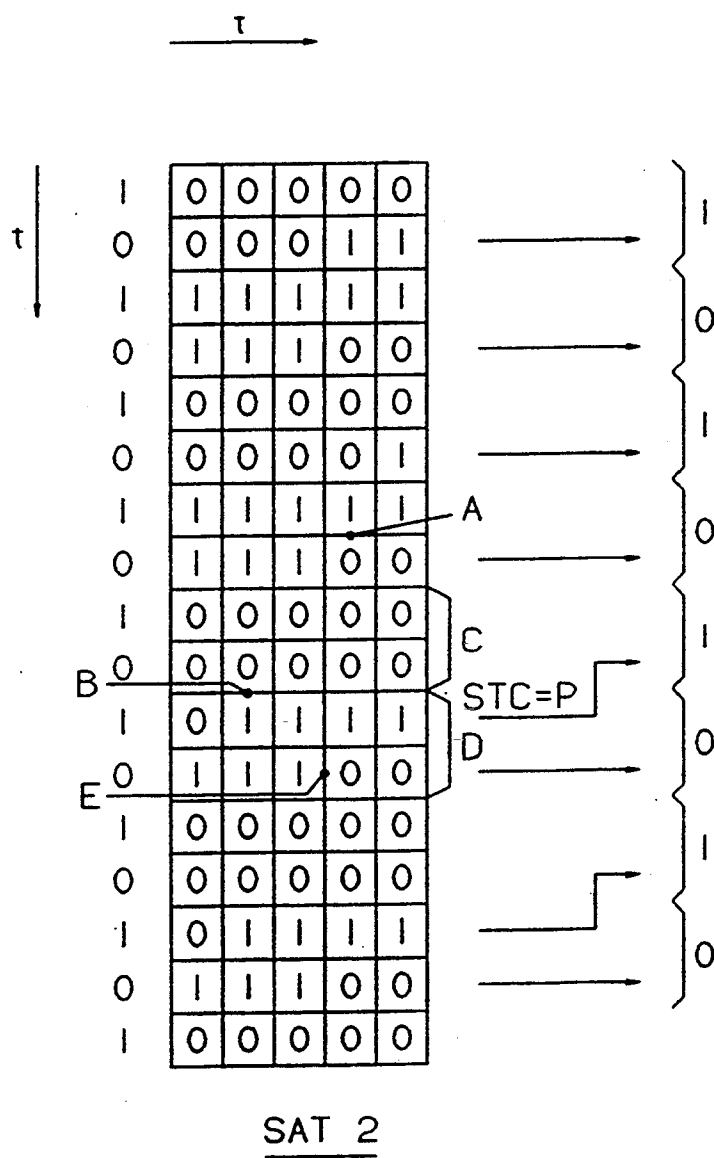 τ
t
1 0 0 0 0 0 1
0 0 0 0 1 1
1 1 1 1 1 1 0
0 1 1 1 0 0
1 0 0 0 0 0 1
0 0 0 0 0 1
1 1 1 1 1 1 A 0
0 1 1 1 0 0
1 0 0 0 0 0 C 1
0 0 0 0 0 0
B STC=P
1 0 1 1 1 1 D 0
0 1 1 1 0 0
E
1 0 0 0 0 0 1
0 0 0 0 0 0
1 0 1 1 1 1 0
0 1 1 1 0 0
1 0 0 0 0 0
SAT 2